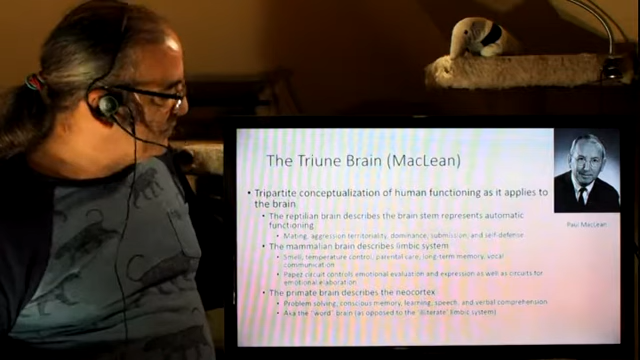 The Triune Brain (MacLean)
• Tripartite conceptualization of human functioning as it applies to
the brain
• The reptilian brain describes the brain stem represents automatic
functioning
• Mating, aggression territoriality, dominance, submission, and self-defense
• The mammalian brain describes limbic system
• Smell, temperature control, parental care, long-term memory, vocal
communication
• Papez circuit controls emotional evaluation and expression as well as circuits for
emotional elaboration
• The primate brain describes the neocortex
• Problem solving, conscious memory, learning, speech, and verbal comprehension
• Aka the "word" brain (as opposed to the "illiterate" limbic system)
Paul MacLean